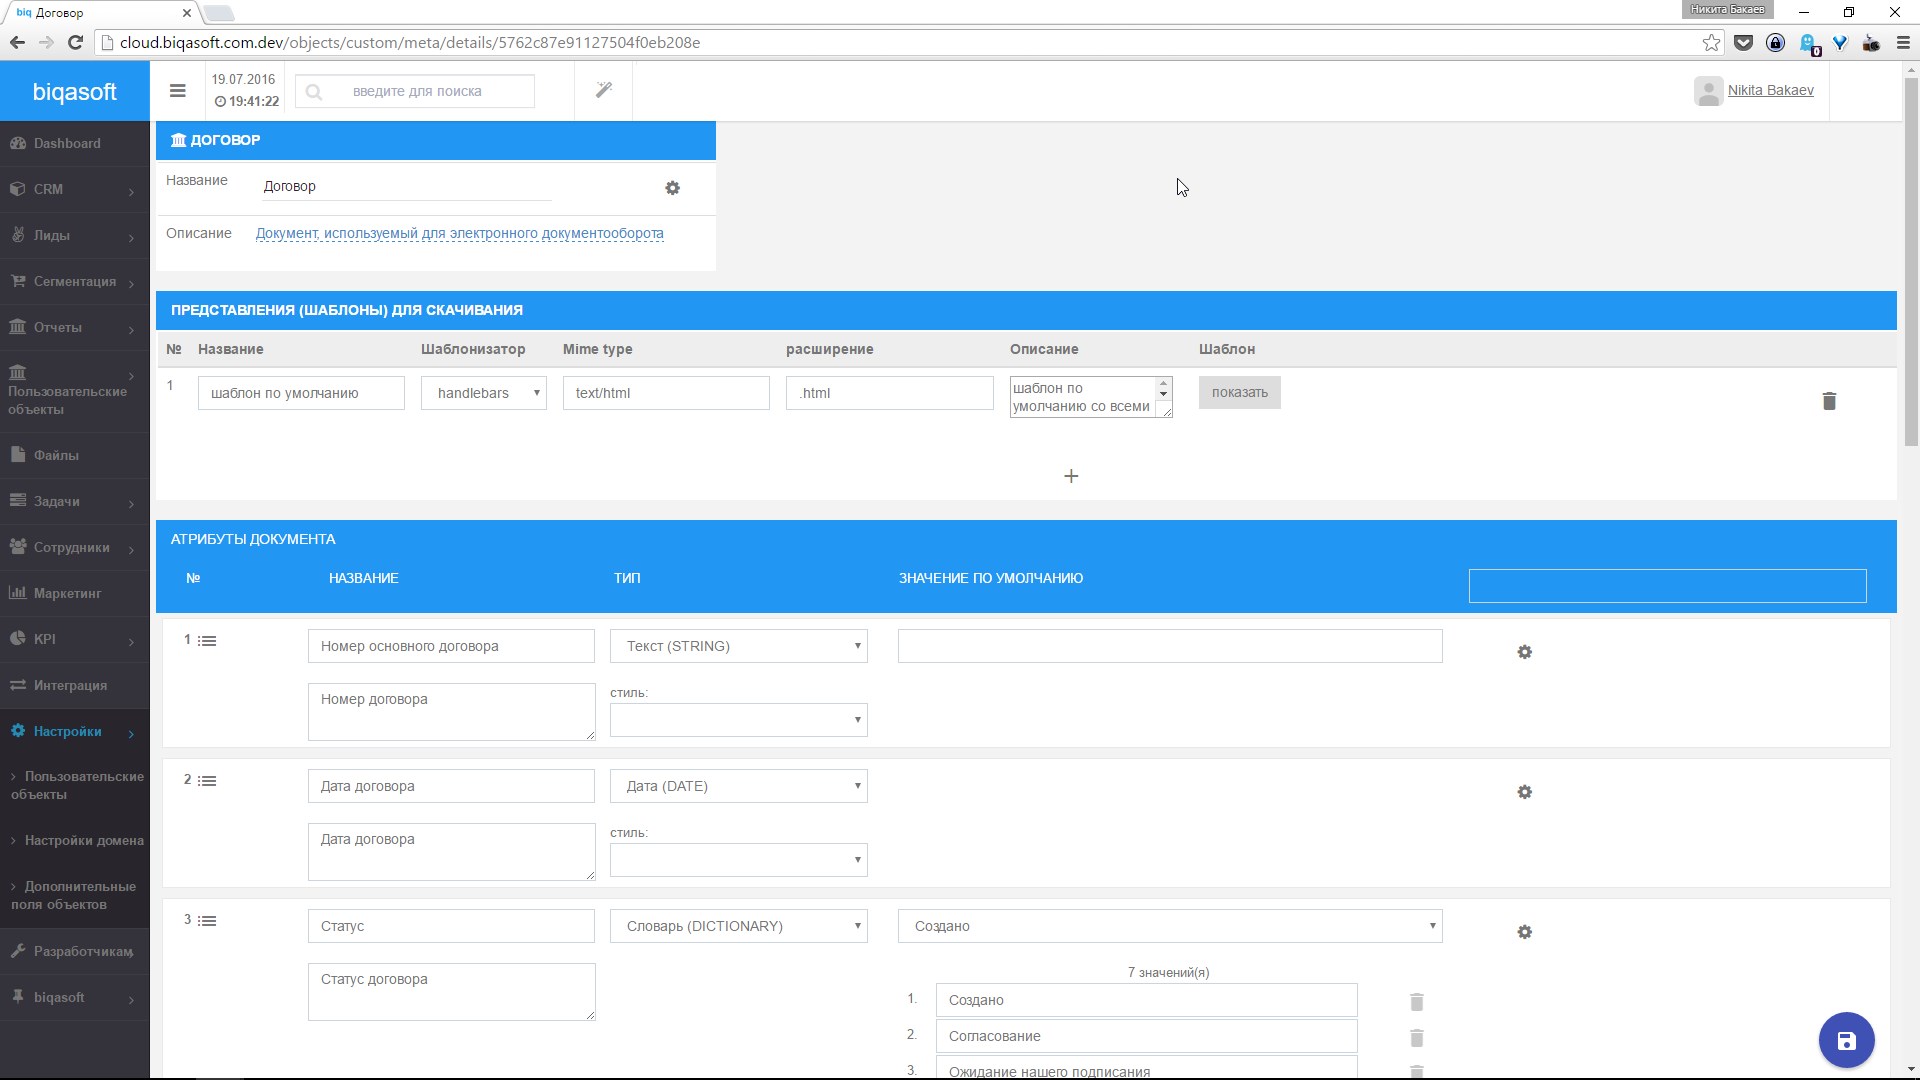 biq Договор
Никита Бакаев
cloud.biqasoft.com.dev/objects/custom/meta/details/5762c87e91127504f0eb208e
0
biqasoft
19.07.2016
19:41:22
введите для поиска
Nikita Bakaev
Dashboard
CRM
Лиды
Сегментация
Отчеты
Пользовательские
объекты
Файлы
Задачи
Сотрудники
Маркетинг
KPI
Интеграция
Настройки
Пользовательские
объекты
Настройки домена
Дополнительные
поля объектов
Разработчикам
biqasoft
ДОГОВОР
Название
Договор
Описание
Документ, используемый для электронного документооборота
ПРЕДСТАВЛЕНИЯ (ШАБЛОНЫ) ДЛЯ СКАЧИВАНИЯ
№ Название Шаблонизатор Mime type расширение Описание Шаблон
1 шаблон по умолчанию handlebars text/html .html шаблон по
умолчанию со всеми
показать
+
АТРИБУТЫ ДОКУМЕНТА
№ НАЗВАНИЕ ТИП ЗНАЧЕНИЕ ПО УМОЛЧАНИЮ
1 Номер основного договора Текст (STRING)
Номер договора
стиль:
2 Дата договора Дата (DATE)
Дата договора
стиль:
3 Статус Словарь (DICTIONARY) Создано
Статус договора
7 значений(я)
1. Создано
2. Согласование
3. Ожидание нашего подписания